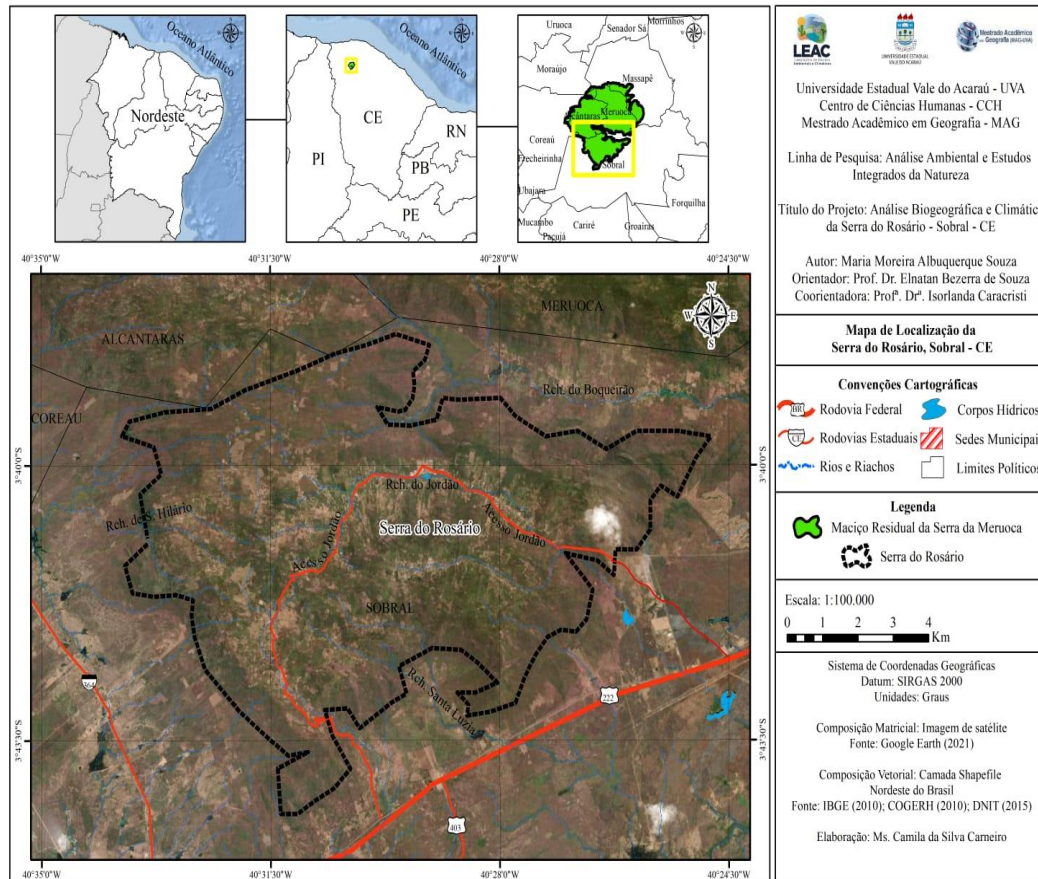 Oceano Atlântico
Nordeste
Oceano Atlântico
CE
RN
PI
PB
PE
Uruoca
Morrinhos
Senador Sá
Moraújo
Massapê
Meruoca
Alcântaras
Coreaú
Frecheirinha
Sobral
Ubajara
Forquilha
Mucambo
Cariré
Groaíras
Pacujá
40°35'0"W
40°31'30"W
40°28'0"W
40°24'30"W
N
W
E
S
MERUOCA
ALCANTARAS
Rch. do Boqueirão
COREAU
3°40'0"S
3°40'0"S
Rch. do Jordão
Rch. de S. Hilário
Serra do Rosário
Acesso Jordão
Acesso Jordão
SOBRAL
Rch. Santa Luzia
364
222
403
3°43'30"S
3°43'30"S
40°35'0"W
40°31'30"W
40°28'0"W
40°24'30"W
LEAC
UNIVERSIDADE ESTADUAL
VALE DO ACARAÚ
Mestrado Acadêmico
em Geografia (MAG-UVA)
Universidade Estadual Vale do Acaraú - UVA
Centro de Ciências Humanas - CCH
Mestrado Acadêmico em Geografia - MAG
Linha de Pesquisa: Análise Ambiental e Estudos
Integrados da Natureza
Título do Projeto: Análise Biogeográfica e Climátic
da Serra do Rosário - Sobral - CE
Autor: Maria Moreira Albuquerque Souza
Orientador: Prof. Dr. Elnatan Bezerra de Souza
Coorientadora: Profª. Drª. Isorlanda Caracristi
Mapa de Localização da
Serra do Rosário, Sobral - CE
Convenções Cartográficas
BR Rodovia Federal
Corpos Hídricos
CE Rodovias Estaduais
Sedes Municipai
Rios e Riachos
Limites Políticos
Legenda
Maciço Residual da Serra da Meruoca
Serra do Rosário
Escala: 1:100.000
0 1 2 3 4
Km
Sistema de Coordenadas Geográficas
Datum: SIRGAS 2000
Unidades: Graus
Composição Matricial: Imagem de satélite
Fonte: Google Earth (2021)
Composição Vetorial: Camada Shapefile
Nordeste do Brasil
Fonte: IBGE (2010); COGERH (2010); DNIT (2015)
Elaboração: Ms. Camila da Silva Carneiro